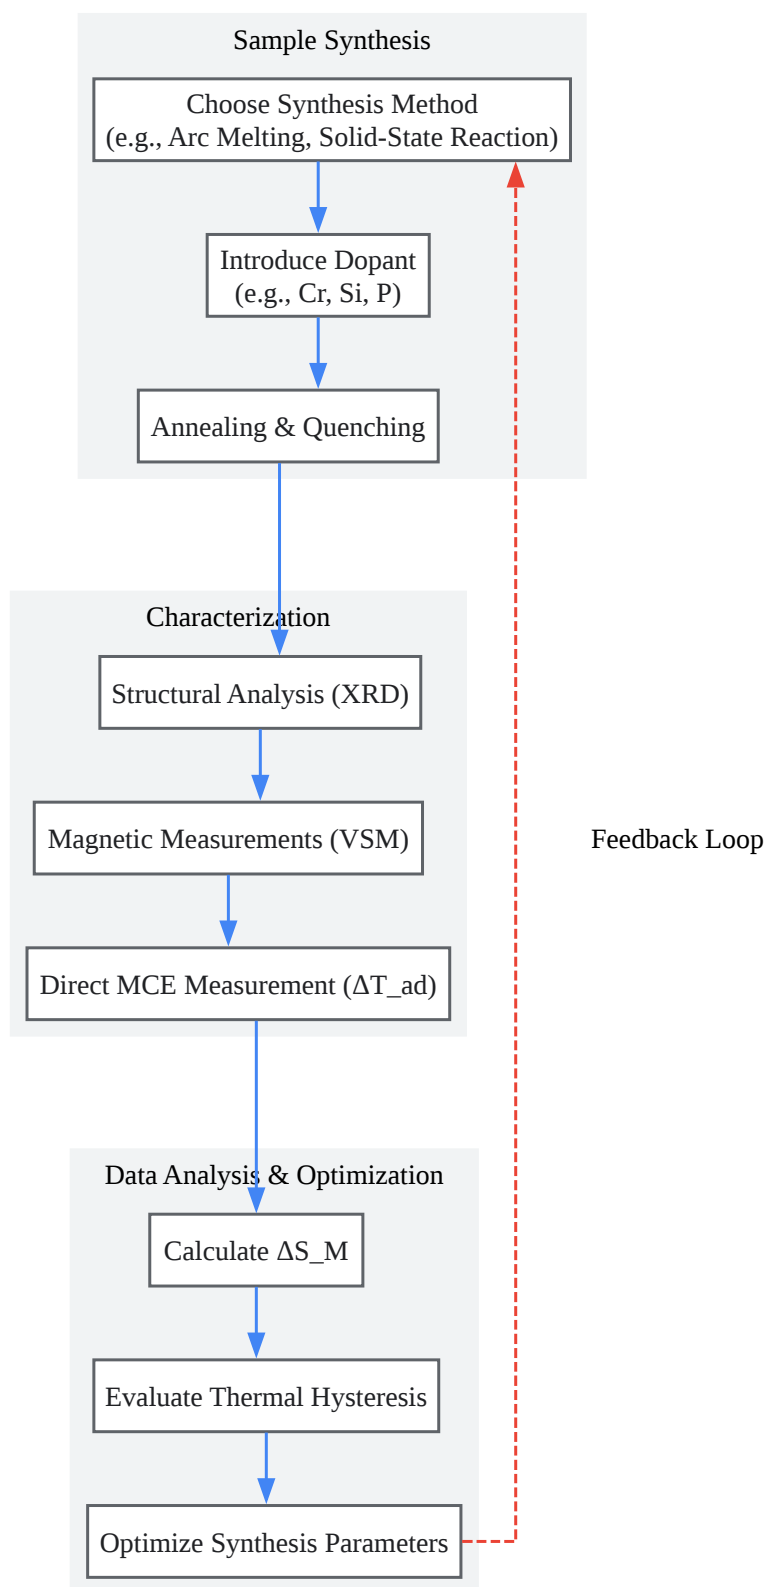 Sample Synthesis
Choose Synthesis Method
(e.g., Arc Melting, Solid-State Reaction)
Introduce Dopant
(e.g., Cr, Si, P)
Annealing & Quenching
Characterization
Structural Analysis (XRD)
Magnetic Measurements (VSM)
Feedback Loop
Direct MCE Measurement (ΔT_ad)
Data Analysis & Optimization
Calculate ΔS_M
Evaluate Thermal Hysteresis
Optimize Synthesis Parameters